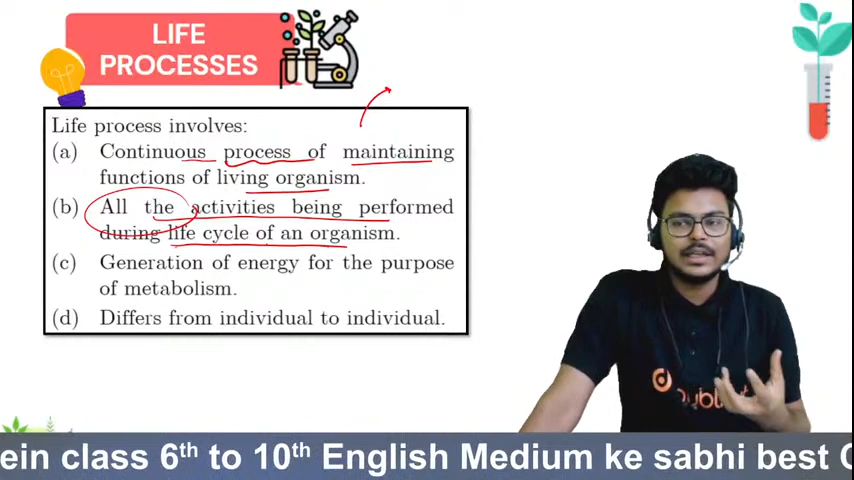 LIFE
PROCESSES
Life process involves:
(a) Continuous process of maintaining
functions of living organism.
(b) All the activities being performed
during life cycle of an organism.
(c) Generation of energy for the purpose
of metabolism.
(d) Differs from individual to individual.
ein class 6th to 10th English Medium ke sabhi best